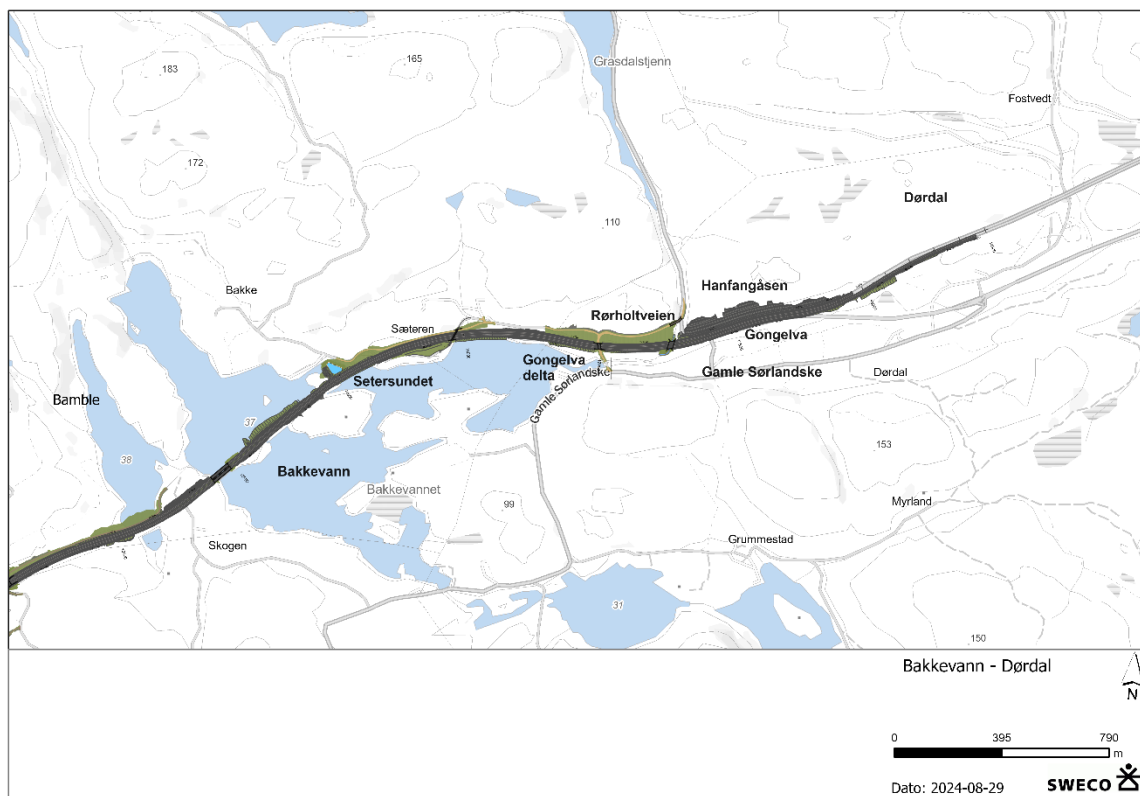 183
165
Grasdalstjenn
Fostvedt
172
Dørdal
110
Bakke
Hanfangåsen
Rørholtveien
Sæteren
Gongelva
Setersundet
Gongelva
delta
Gamle Sørlandske
Dørdal
Bamble
Gamle Sørlandske
37
153
38
Bakkevann
Bakkevannet
99
Myrland
Skogen
Grummestad
31
150
Bakkevann - Dørdal
N
0 395 790
m
Dato: 2024-08-29
SWECO